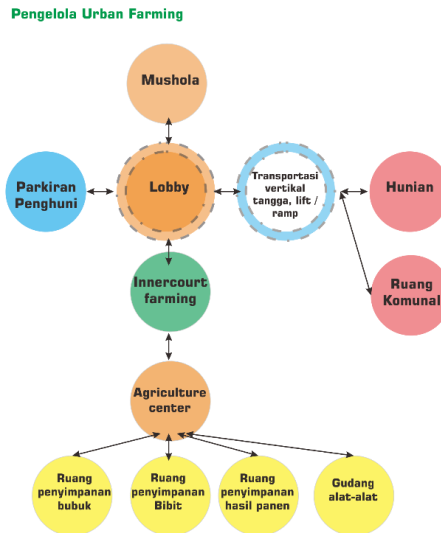 Pengelola Urban Farming
Mushola
Parkiran
Penghuni
Lobby
Transportasi
vertikal
tangga, lift /
ramp
Hunian
Innercourt
farming
Ruang
Komunal
Agriculture
center
Ruang
penyimpanan
bubuk
Ruang
penyimpanan
Bibit
Ruang
penyimpanan
hasil panen
Gudang
alat-alat